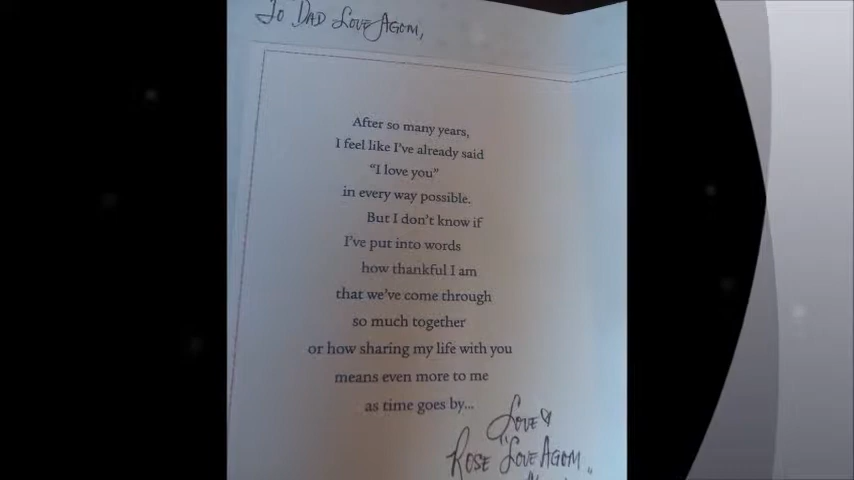 To DAD LOVE AGOM,
After so many years,
I feel like I've already said
"I love you"
in every way possible.
But I don't know if
I've put into words
how thankful I am
that we've come through
so much together
or how sharing my life with you
means even more to me
as time goes by...
LOVE
ROSE "LOVE AGOM"